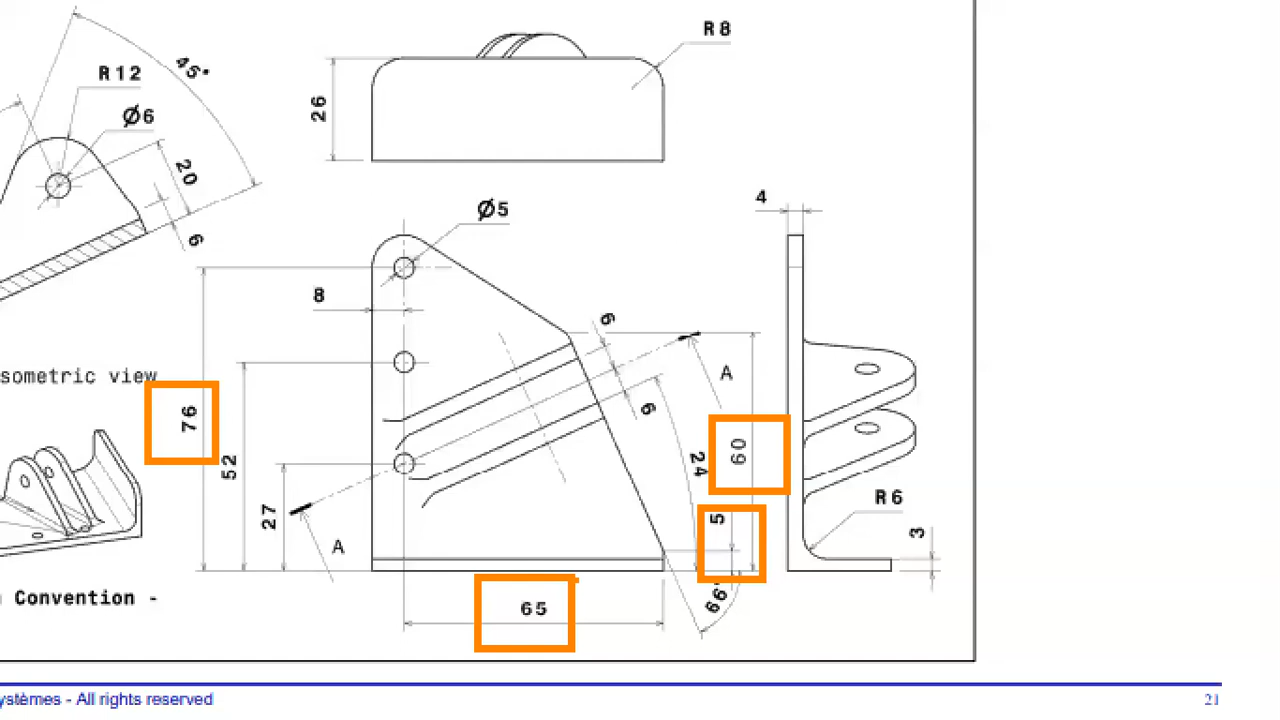 R8
45°
R12
Ø6
26
20
4
Ø5
6
8
6
sometric view
A
76
6
60
52
24
R6
27
5
3
A
Convention -
65
66°
ystèmes - All rights reserved
21